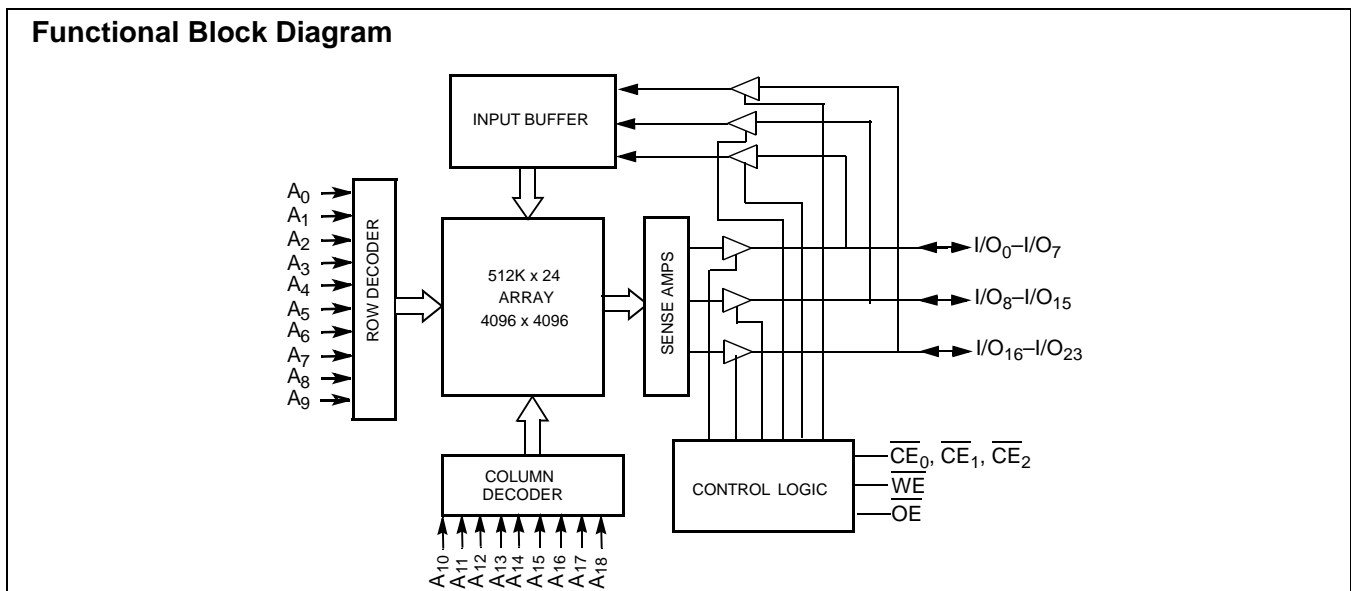 Functional Block Diagram
INPUT BUFFER
A0
A1
A2
A3
A4
A5
A6
A7
A8
A9
ROW DECODER
512K x 24
ARRAY
4096 x 4096
SENSE AMPS
I/O0–I/O7
I/O8–I/O15
I/O16–I/O23
COLUMN
DECODER
CONTROL LOGIC
CE0, CE1, CE2
WE
OE
A10
A11
A12
A13
A14
A15
A16
A17
A18